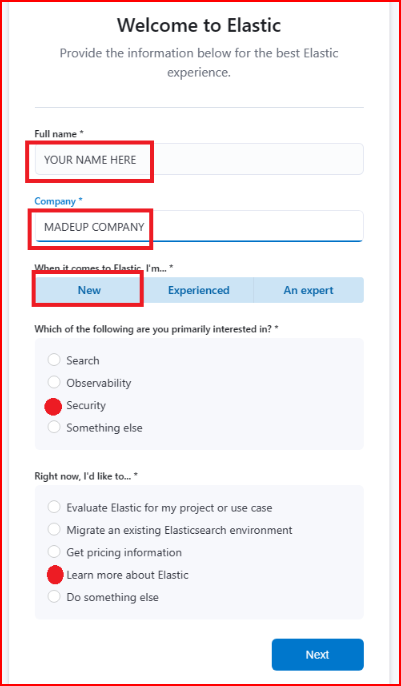 Welcome to Elastic
Provide the information below for the best Elastic
experience.
Full name *
YOUR NAME HERE
Company *
MADEUP COMPANY
When it comes to Elastic, I'm... *
New
Experienced
An expert
Which of the following are you primarily interested in? *
Search
Observability
Security
Something else
Right now, I'd like to... *
Evaluate Elastic for my project or use case
Migrate an existing Elasticsearch environment
Get pricing information
Learn more about Elastic
Do something else
Next